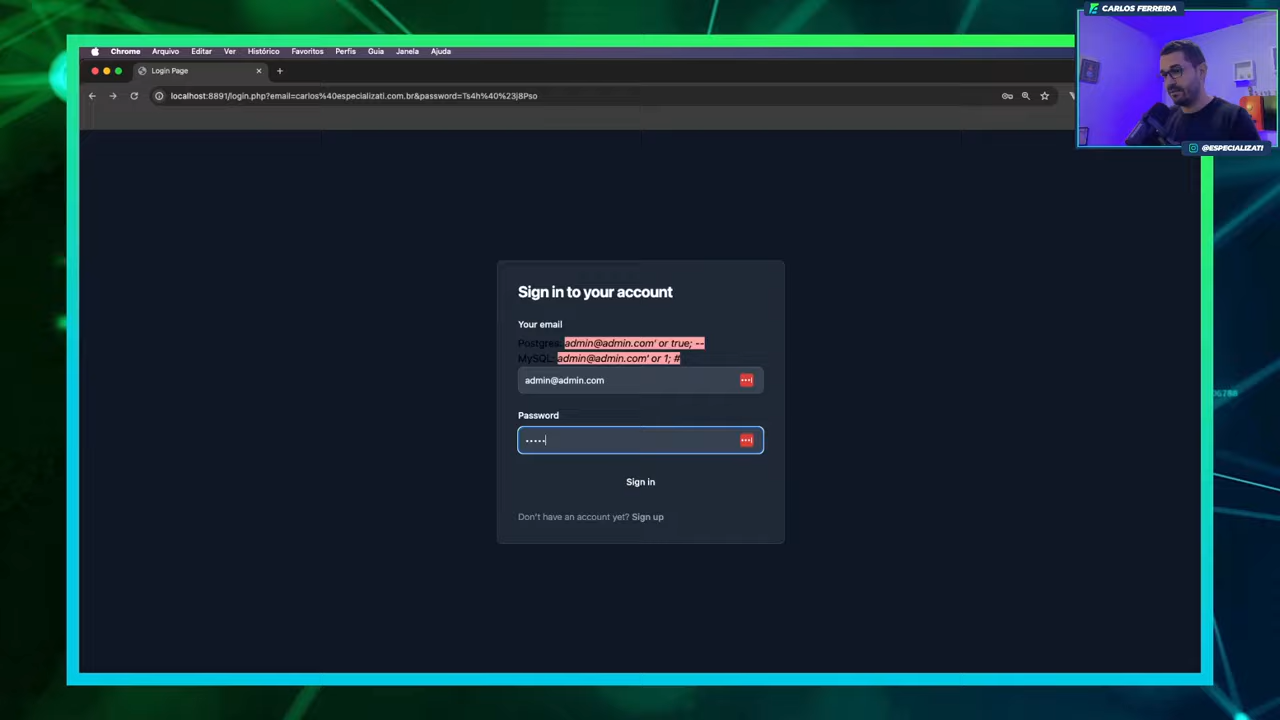 CARLOS FERREIRA
Chrome Arquivo Editar Ver Histórico Favoritos Perfis Guia Janela Ajuda
Login Page
localhost:8891/login.php?email=carlos%40especializati.com.br&password=Ts4h%40%23j8Pso
@ESPECIALIZATI
Sign in to your account
Your email
Postgres: admin@admin.com' or true; --
MySQL: admin@admin.com' or 1; #
admin@admin.com
Password
•••••
Sign in
Don't have an account yet? Sign up